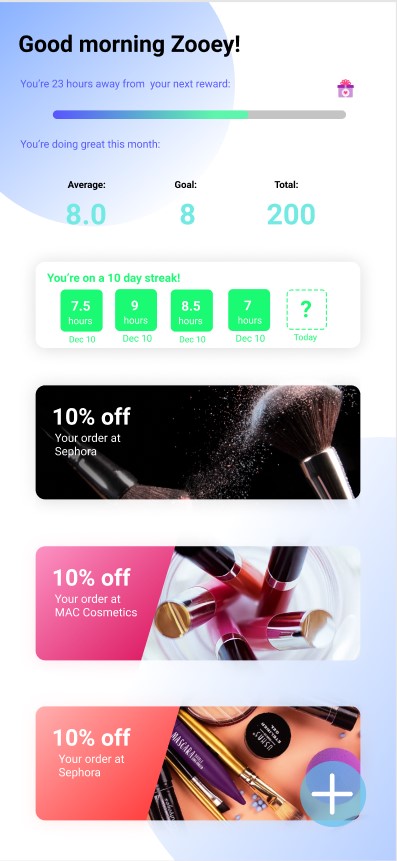 Good morning Zooey!
You're 23 hours away from  your next reward:
You're doing great this month:
Average: Goal: Total:
8.0 8 200
You're on a 10 day streak!
7.5 9 8.5 7 ?
hours hours hours hours
Dec 10 Dec 10 Dec 10 Dec 10 Today
10% off
Your order at
Sephora
10% off
Your order at
MAC Cosmetics
10% off
Your order at
Sephora
MASCARA
EYELINER